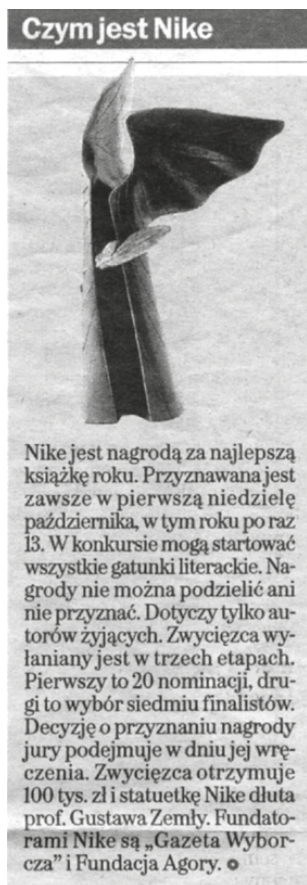 Czym jest Nike
Nike jest nagrodą za najlepszą
książkę roku. Przyznawana jest
zawsze w pierwszą niedzielę
października, w tym roku po raz
13. W konkursie mogą startować
wszystkie gatunki literackie. Na-
grody nie można podzielić ani
nie przyznać. Dotyczy tylko au-
torów żyjących. Zwycięzca wy-
łaniany jest w trzech etapach.
Pierwszy to 20 nominacji, dru-
gi to wybór siedmiu finalistów.
Decyzję o przyznaniu nagrody
jury podejmuje w dniu jej wrę-
czenia. Zwycięzca otrzymuje
100 tys. zł i statuetkę Nike dłuta
prof. Gustawa Zemły. Fundato-
rami Nike są „Gazeta Wybor-
cza” i Fundacja Agory.